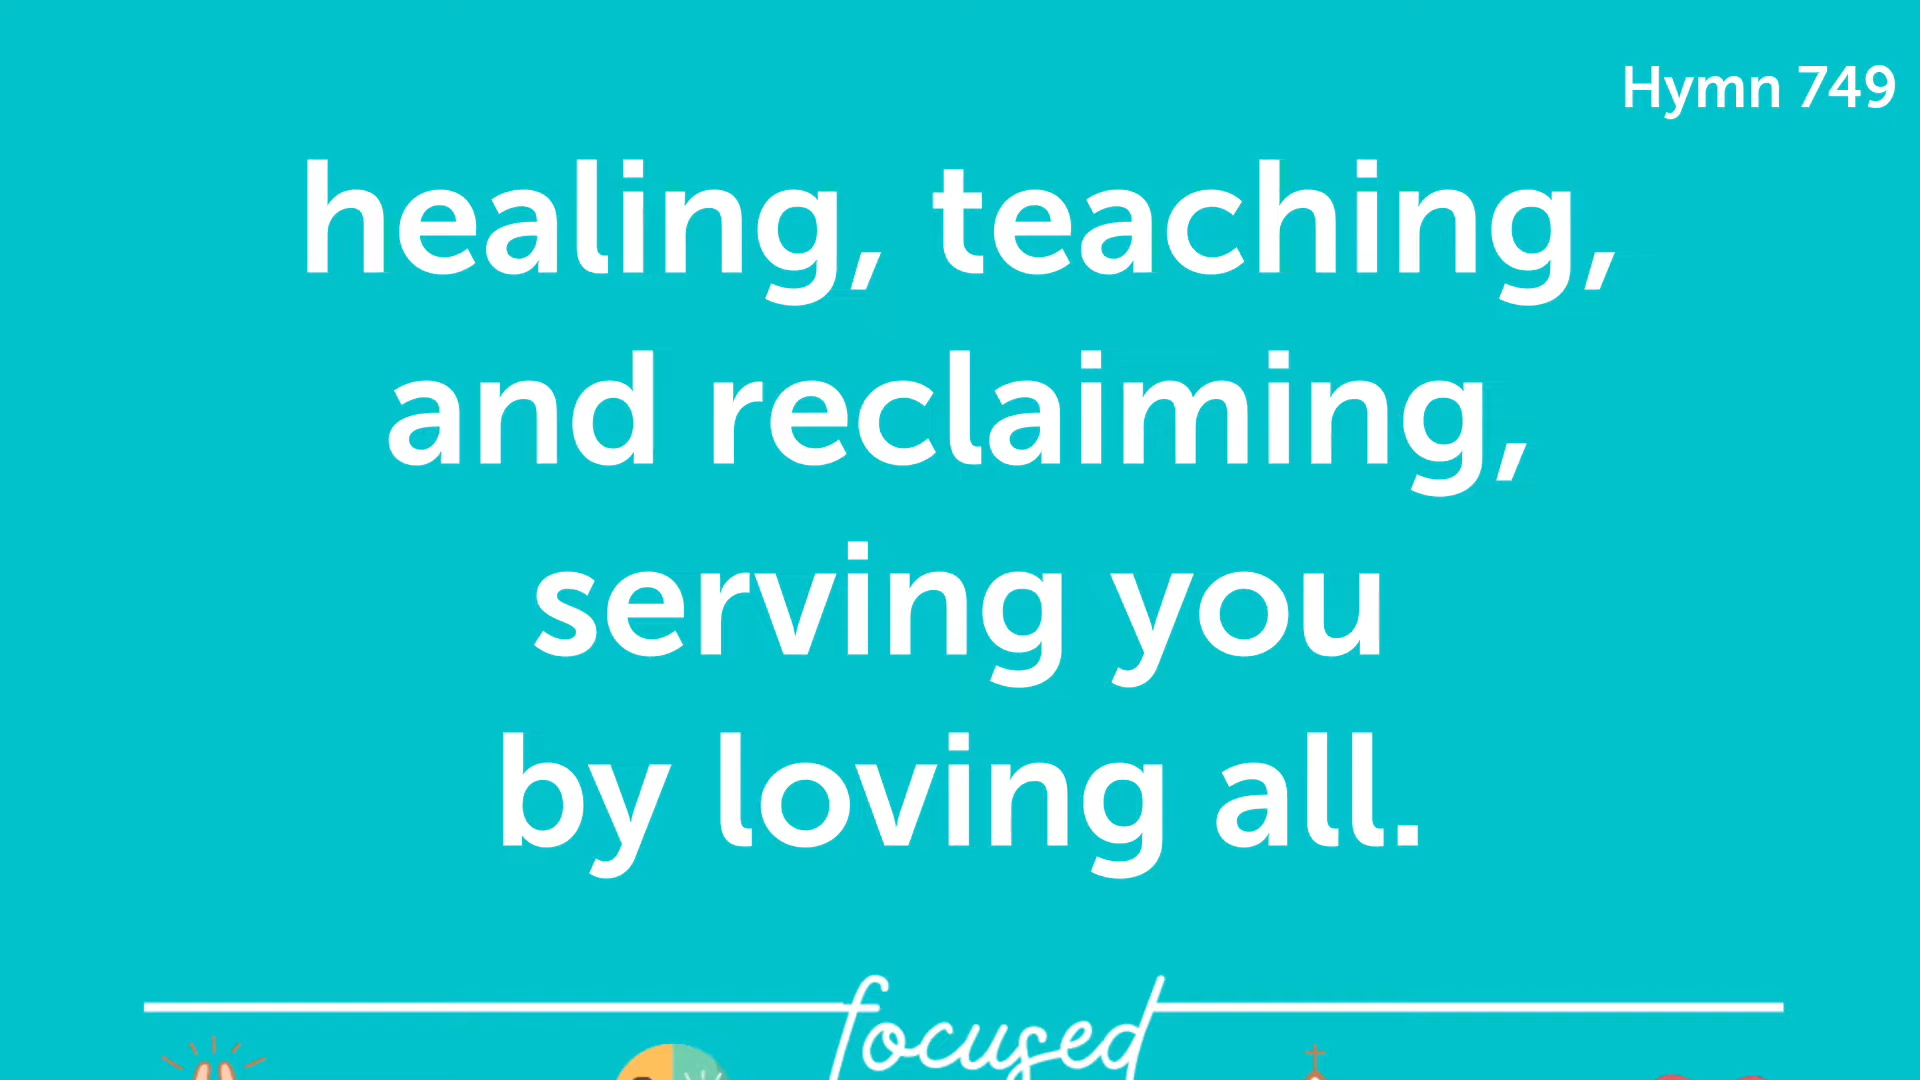 Hymn 749
healing, teaching,
and reclaiming,
serving you
by loving all.
focused